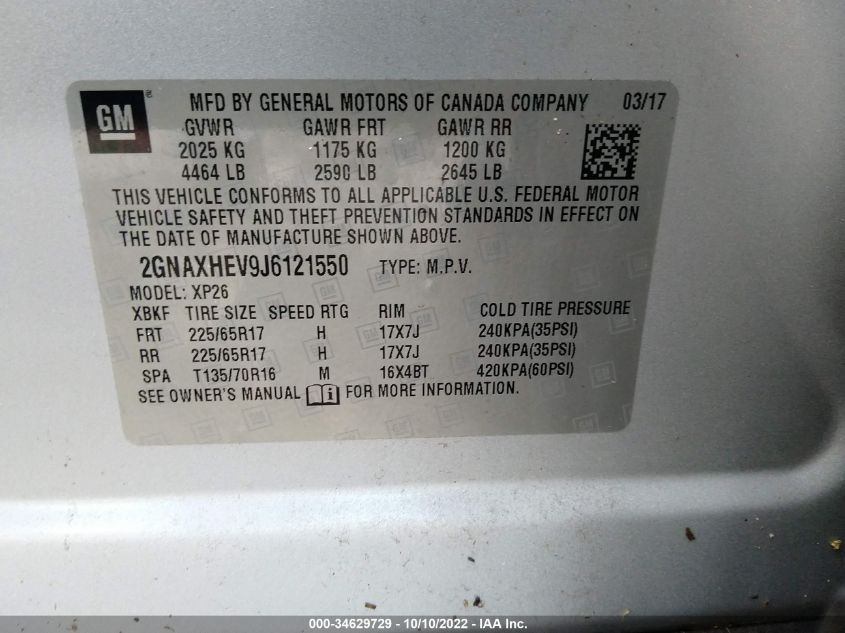 GM ® MFD BY GENERAL MOTORS OF CANADA COMPANY 03/17
GVWR GAWR FRT GAWR RR
2025 KG 1175 KG 1200 KG
4464 LB 2590 LB 2645 LB
THIS VEHICLE CONFORMS TO ALL APPLICABLE U.S. FEDERAL MOTOR
VEHICLE SAFETY AND THEFT PREVENTION STANDARDS IN EFFECT ON
THE DATE OF MANUFACTURE SHOWN ABOVE.
2GNAXHEV9J6121550 TYPE: M.P.V.
MODEL: XP26
XBKF TIRE SIZE SPEED RTG RIM COLD TIRE PRESSURE
FRT 225/65R17 H 17X7J 240KPA(35PSI)
RR 225/65R17 H 17X7J 240KPA(35PSI)
SPA T135/70R16 M 16X4BT 420KPA(60PSI)
SEE OWNER'S MANUAL i FOR MORE INFORMATION.
000-34629729 - 10/10/2022 - IAA Inc.